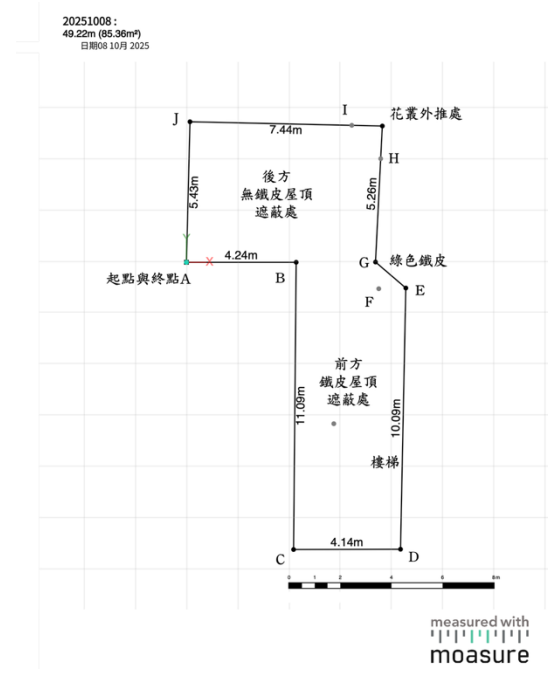 20251008 :
49.22m (85.36m²)
日期08 10月 2025
I
花叢外推處
J
7.44m
H
後方
無鐵皮屋頂
遮蔽處
5.43m
5.26m
4.24m
G
綠色鐵皮
X
Y
起點與終點A
B
F
E
前方
鐵皮屋頂
遮蔽處
11.09m
10.09m
樓梯
4.14m
C
D
0 1 2 4 6 8m
measured with
moasure